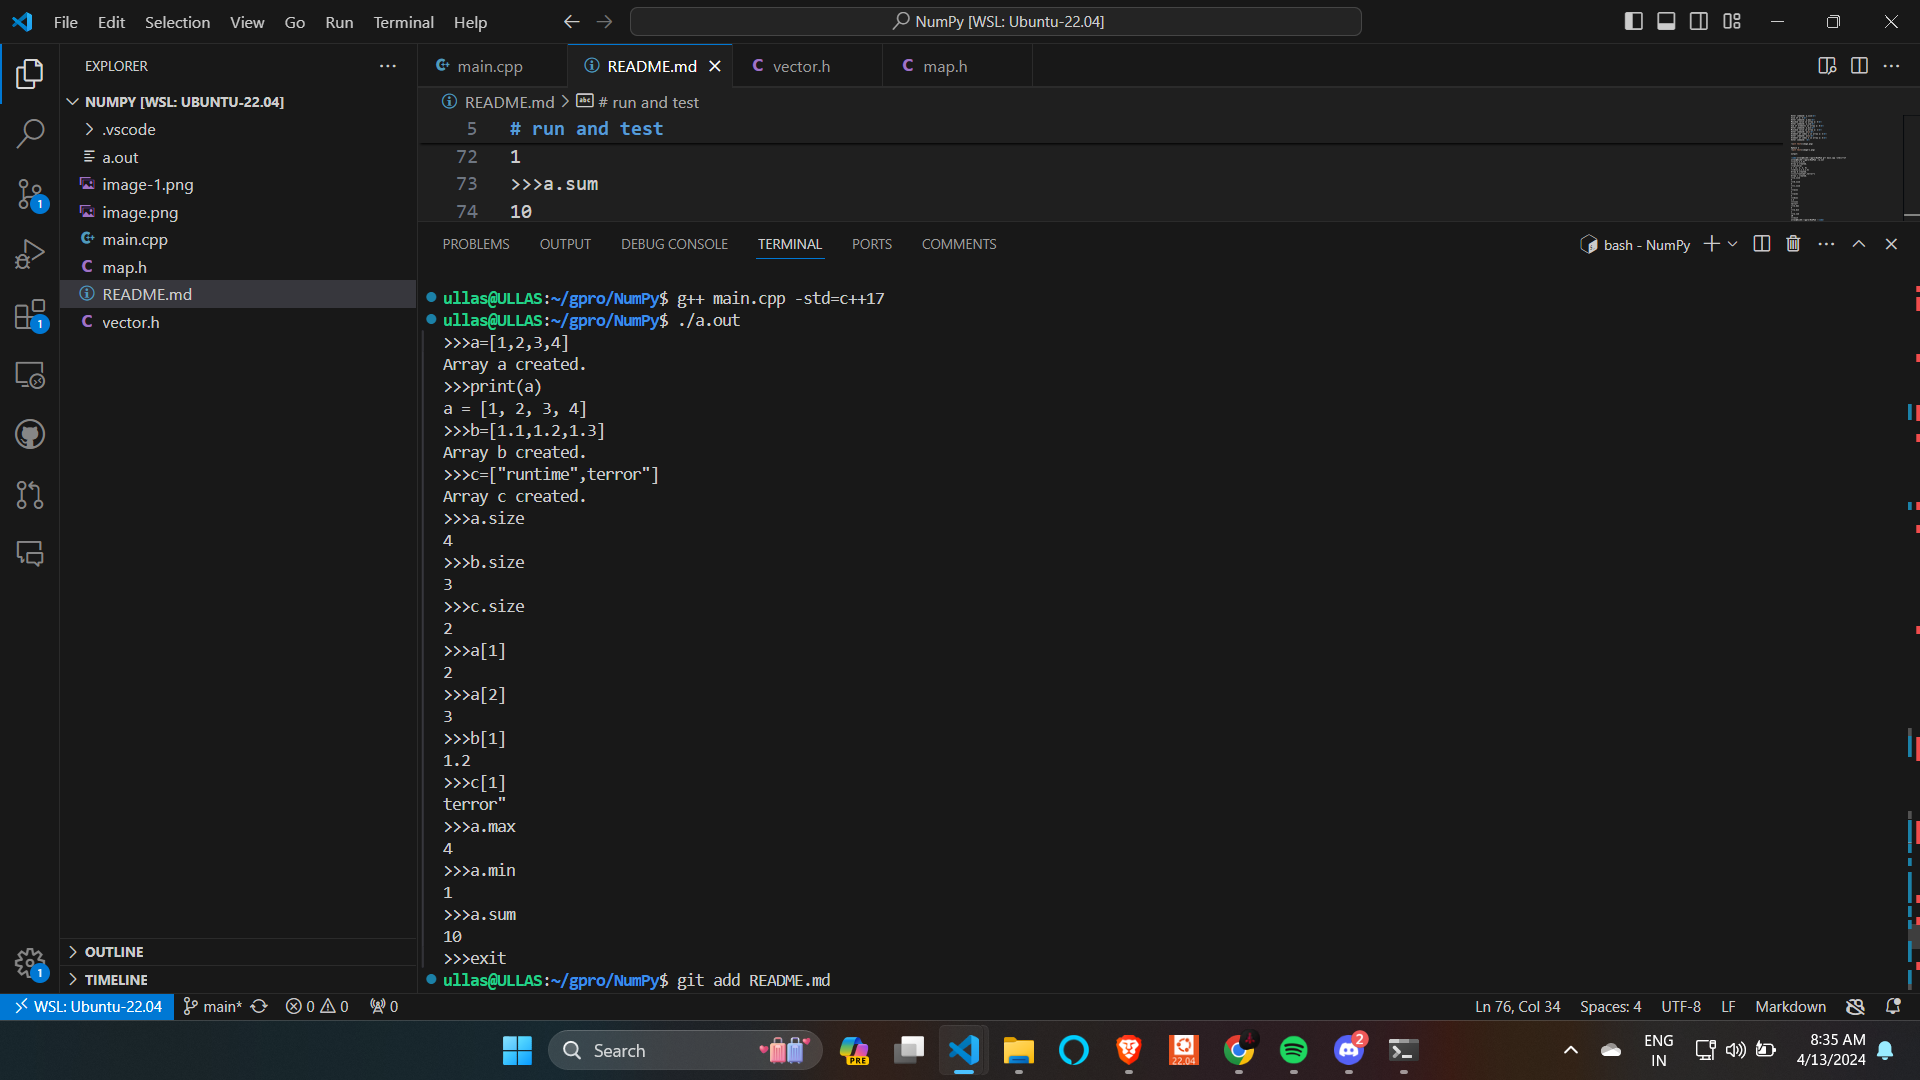 File Edit Selection View Go Run Terminal Help
NumPy [WSL: Ubuntu-22.04]
EXPLORER
NUMPY [WSL: UBUNTU-22.04]
.vscode
a.out
image-1.png
image.png
main.cpp
map.h
README.md
vector.h
OUTLINE
TIMELINE
1
1
1
main.cpp README.md vector.h map.h
README.md > # run and test
5 # run and test
72 1
73 >>>a.sum
74 10
PROBLEMS OUTPUT DEBUG CONSOLE TERMINAL PORTS COMMENTS
bash - NumPy
ullas@ULLAS:~/gpro/NumPy$ g++ main.cpp -std=c++17
ullas@ULLAS:~/gpro/NumPy$ ./a.out
>>>a=[1,2,3,4]
Array a created.
>>>print(a)
a = [1, 2, 3, 4]
>>>b=[1.1,1.2,1.3]
Array b created.
>>>c=["runtime",terror"]
Array c created.
>>>a.size
4
>>>b.size
3
>>>c.size
2
>>>a[1]
2
>>>a[2]
3
>>>b[1]
1.2
>>>c[1]
terror"
>>>a.max
4
>>>a.min
1
>>>a.sum
10
>>>exit
ullas@ULLAS:~/gpro/NumPy$ git add README.md
WSL: Ubuntu-22.04 main* 0 0 0
Ln 76, Col 34 Spaces: 4 UTF-8 LF Markdown
Search
PRE
22.04
2
ENG
IN
8:35 AM
4/13/2024